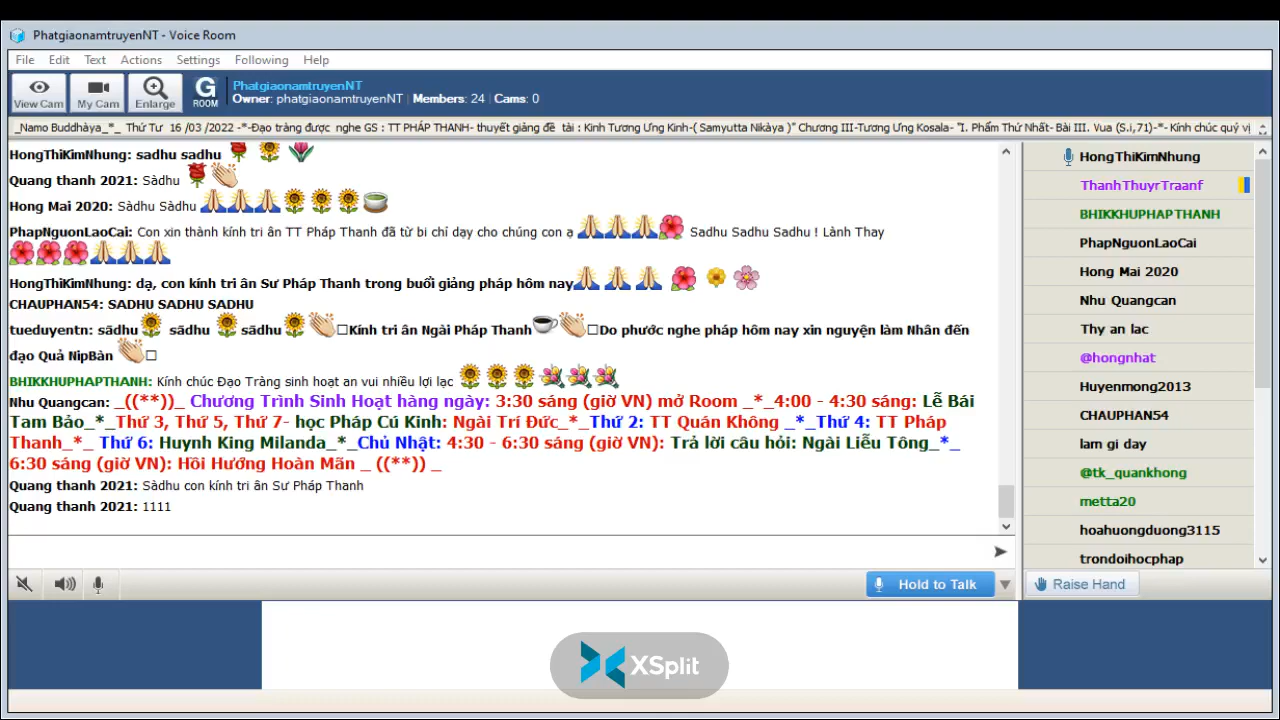 PhatgiaonamtruyenNT - Voice Room
File Edit Text Actions Settings Following Help
View Cam My Cam Enlarge G ROOM
PhatgiaonamtruyenNT
Owner: phatgiaonamtruyenNT | Members: 24 | Cams: 0
_Namo Buddhàya_*_ Thứ Tư 16 /03 /2022 -*-Đạo tràng được nghe GS : TT PHÁP THANH- thuyết giảng đề tài : Kinh Tương Ưng Kinh-( Samyutta Nikàya )" Chương III-Tương Ưng Kosala- "I. Phẩm Thứ Nhất- Bài III. Vua (S.i,71)-*- Kính chúc quý vị
HongThiKimNhung: sadhu sadhu
Quang thanh 2021: Sàdhu
Hong Mai 2020: Sàdhu Sàdhu
PhapNguonLaoCai: Con xin thành kính tri ân TT Pháp Thanh đã từ bi chỉ dạy cho chúng con ạ Sadhu Sadhu Sadhu ! Lành Thay
HongThiKimNhung: dạ, con kính tri ân Sư Pháp Thanh trong buổi giảng pháp hôm nay
CHAUPHAN54: SADHU SADHU SADHU
tueduyentn: sãdhu sãdhu sãdhu Kính tri ân Ngài Pháp Thanh Do phước nghe pháp hôm nay xin nguyện làm Nhân đến
đạo Quả NipBàn
BHIKKHUPHAPTHANH: Kính chúc Đạo Tràng sinh hoạt an vui nhiều lợi lạc
Nhu Quangcan: _((**))_ Chương Trình Sinh Hoạt hàng ngày: 3:30 sáng (giờ VN) mở Room _*_4:00 - 4:30 sáng: Lễ Bái
Tam Bảo_*_Thứ 3, Thứ 5, Thứ 7- học Pháp Cú Kinh: Ngài Trí Đức_*_Thứ 2: TT Quán Không _*_Thứ 4: TT Pháp
Thanh_*_ Thứ 6: Huynh King Milanda_*_Chủ Nhật: 4:30 - 6:30 sáng (giờ VN): Trả lời câu hỏi: Ngài Liễu Tông_*_
6:30 sáng (giờ VN): Hồi Hướng Hoàn Mãn _ ((**)) _
Quang thanh 2021: Sàdhu con kính tri ân Sư Pháp Thanh
Quang thanh 2021: 1111
HongThiKimNhung
ThanhThuyrTraanf
BHIKKHUPHAPTHANH
PhapNguonLaoCai
Hong Mai 2020
Nhu Quangcan
Thy an lac
@hongnhat
Huyenmong2013
CHAUPHAN54
lam gi day
@tk_quankhong
metta20
hoahuongduong3115
trondoihocphap
Hold to Talk
Raise Hand
XSplit